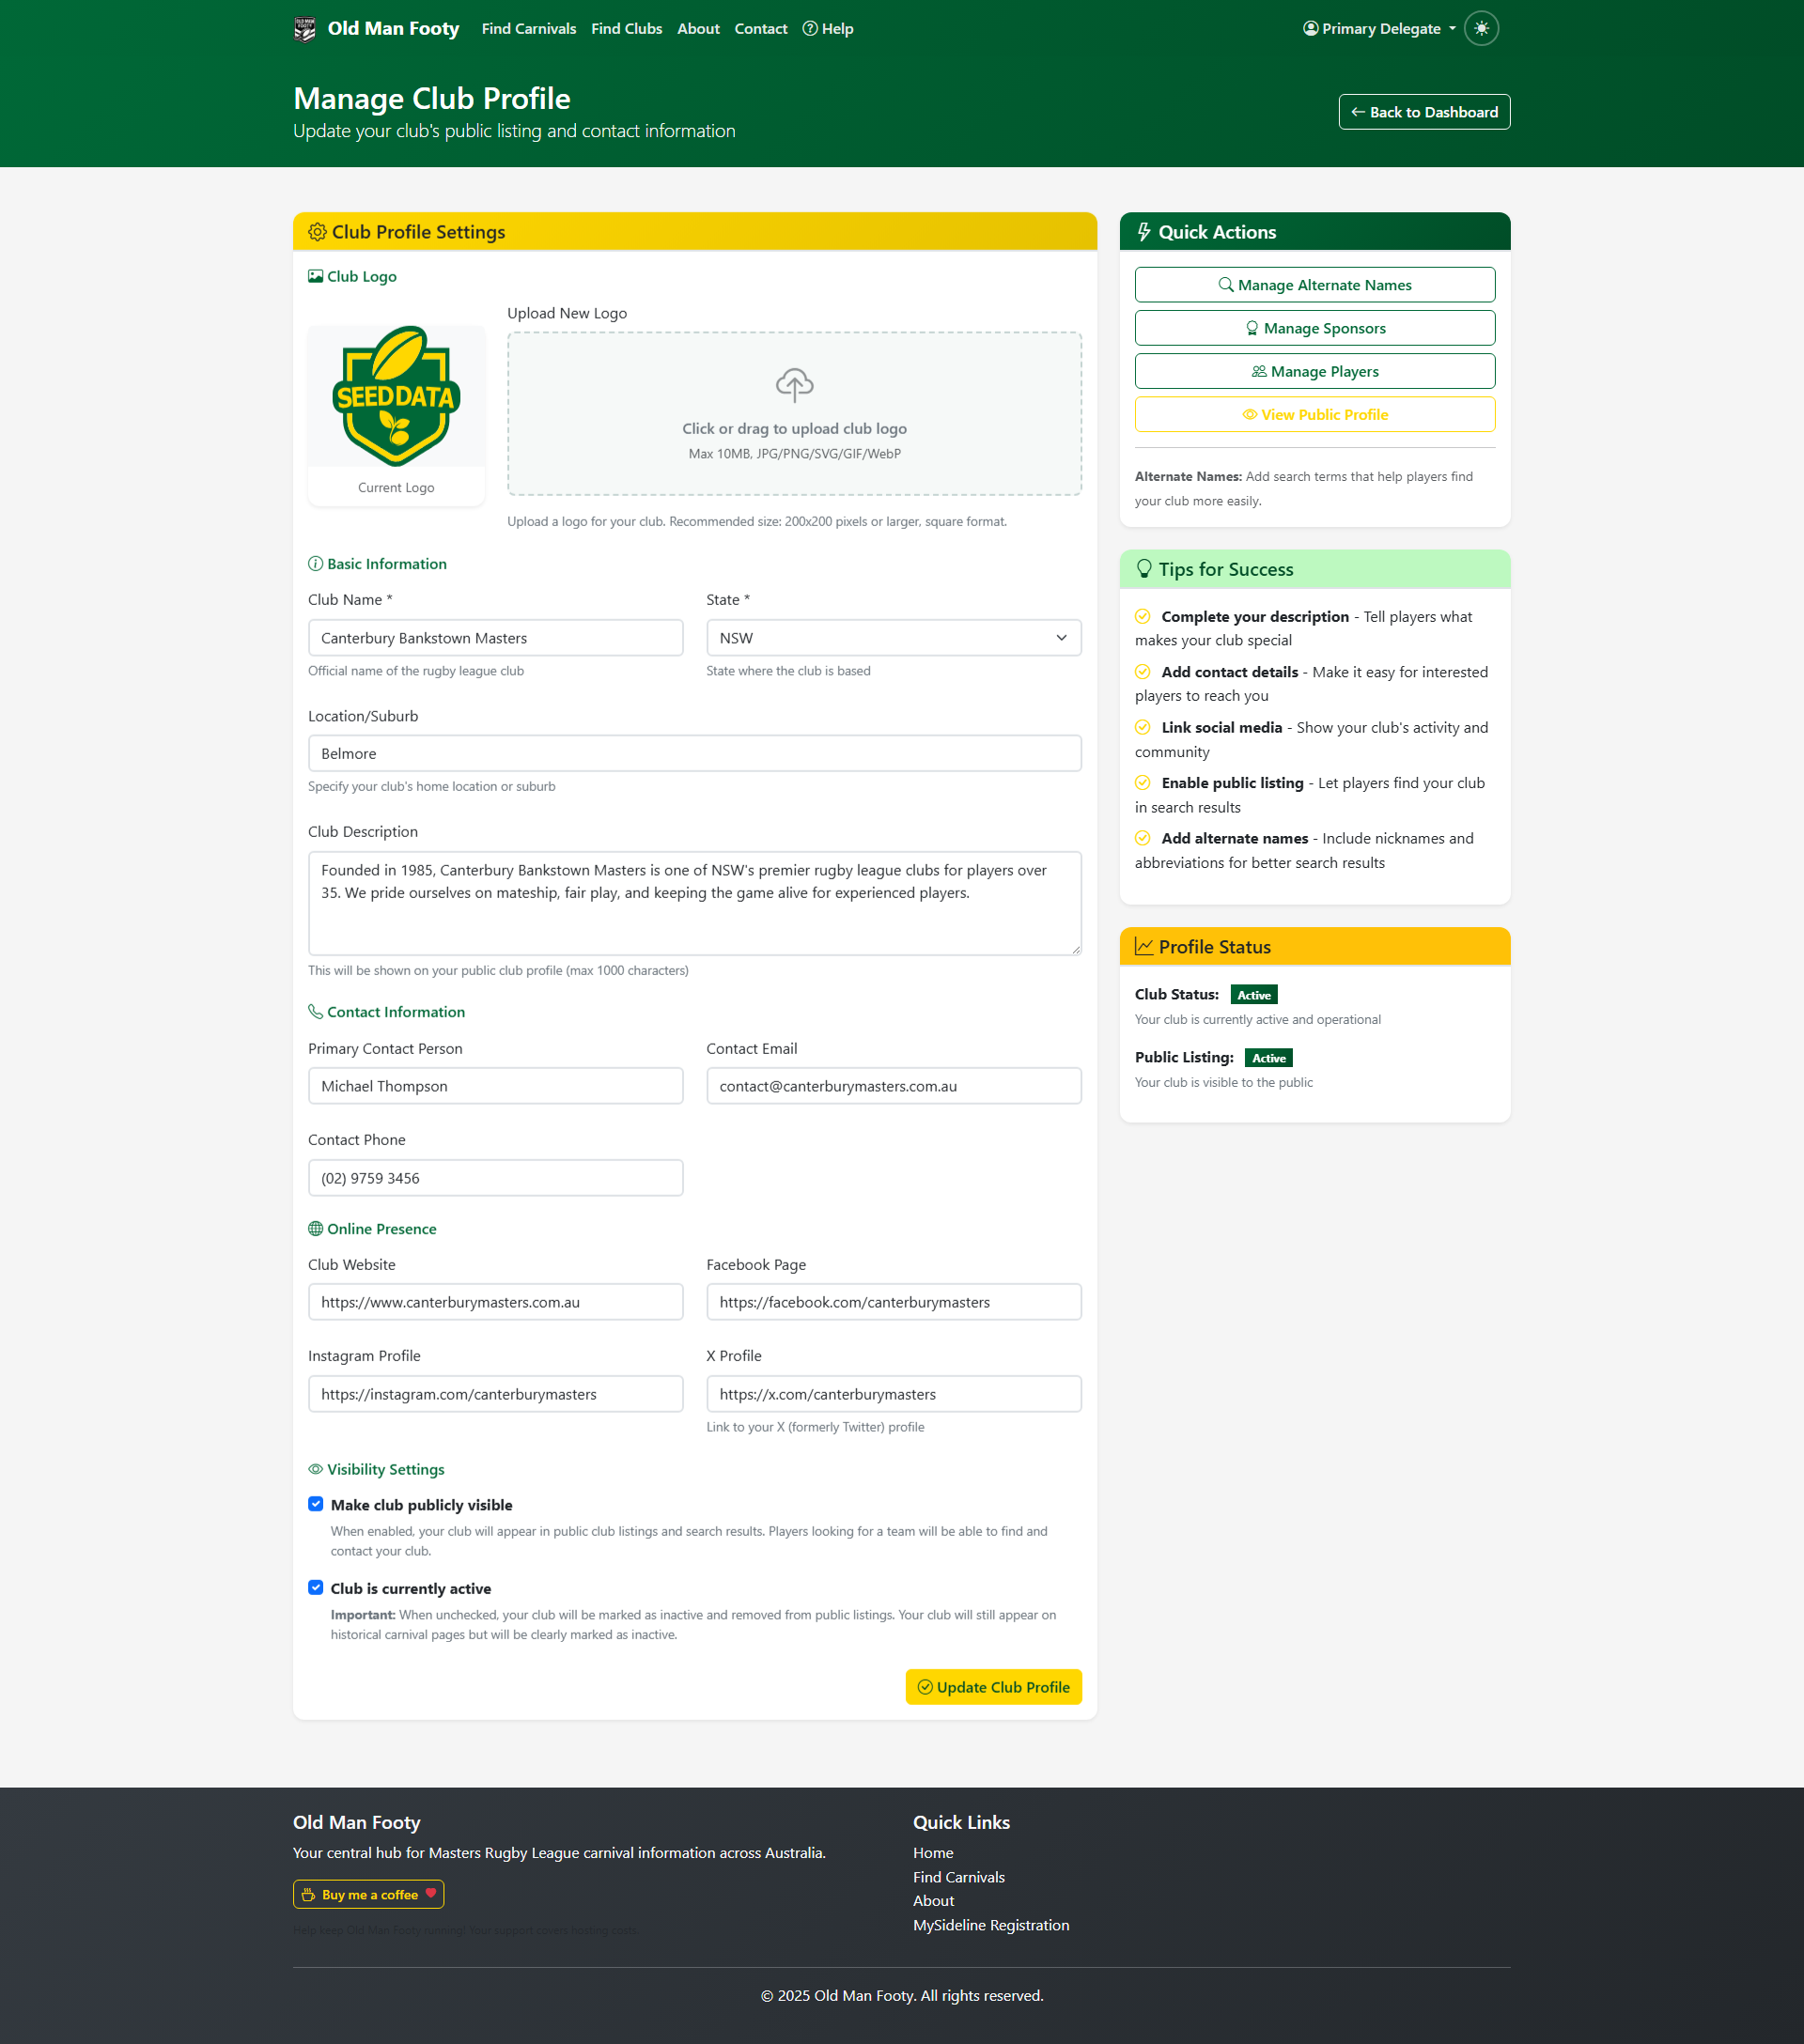 Old Man Footy
Find Carnivals
Find Clubs
About
Contact
Help
Primary Delegate
Manage Club Profile
Update your club's public listing and contact information
Back to Dashboard
Club Profile Settings
Club Logo
SEED DATA
Current Logo
Upload New Logo
Click or drag to upload club logo
Max 10MB, JPG/PNG/SVG/GIF/WebP
Upload a logo for your club. Recommended size: 200x200 pixels or larger, square format.
Basic Information
Club Name *
Canterbury Bankstown Masters
Official name of the rugby league club
State *
NSW
State where the club is based
Location/Suburb
Belmore
Specify your club's home location or suburb
Club Description
Founded in 1985, Canterbury Bankstown Masters is one of NSW's premier rugby league clubs for players over
35. We pride ourselves on mateship, fair play, and keeping the game alive for experienced players.
This will be shown on your public club profile (max 1000 characters)
Contact Information
Primary Contact Person
Michael Thompson
Contact Email
contact@canterburymasters.com.au
Contact Phone
(02) 9759 3456
Online Presence
Club Website
https://www.canterburymasters.com.au
Facebook Page
https://facebook.com/canterburymasters
Instagram Profile
https://instagram.com/canterburymasters
X Profile
https://x.com/canterburymasters
Link to your X (formerly Twitter) profile
Visibility Settings
Make club publicly visible
When enabled, your club will appear in public club listings and search results. Players looking for a team will be able to find and
contact your club.
Club is currently active
Important: When unchecked, your club will be marked as inactive and removed from public listings. Your club will still appear on
historical carnival pages but will be clearly marked as inactive.
Update Club Profile
Quick Actions
Manage Alternate Names
Manage Sponsors
Manage Players
View Public Profile
Alternate Names: Add search terms that help players find
your club more easily.
Tips for Success
Complete your description - Tell players what
makes your club special
Add contact details - Make it easy for interested
players to reach you
Link social media - Show your club's activity and
community
Enable public listing - Let players find your club
in search results
Add alternate names - Include nicknames and
abbreviations for better search results
Profile Status
Club Status: Active
Your club is currently active and operational
Public Listing: Active
Your club is visible to the public
Old Man Footy
Your central hub for Masters Rugby League carnival information across Australia.
Buy me a coffee
Help keep Old Man Footy running! Your support covers hosting costs.
Quick Links
Home
Find Carnivals
About
MySideline Registration
© 2025 Old Man Footy. All rights reserved.